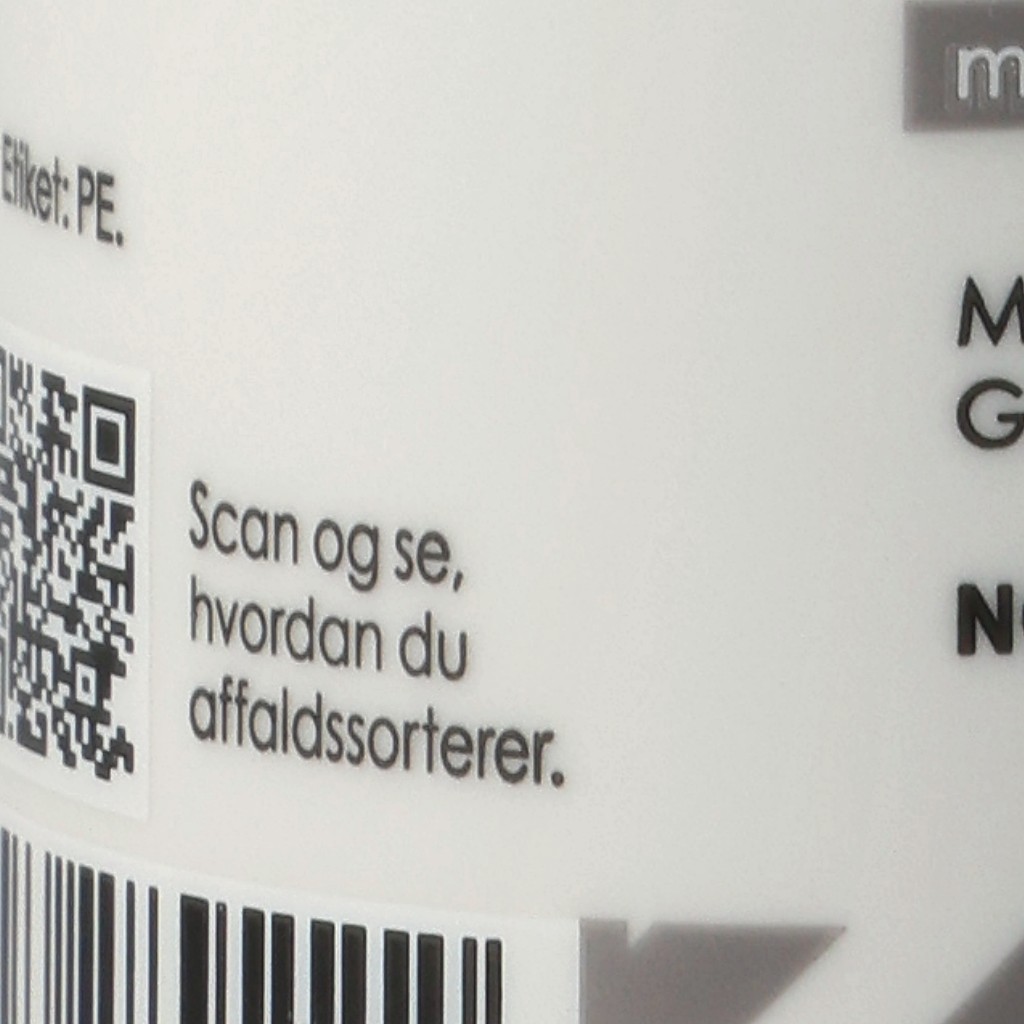 Etiket: PE.
Scan og se,
hvordan du
affaldssorterer.